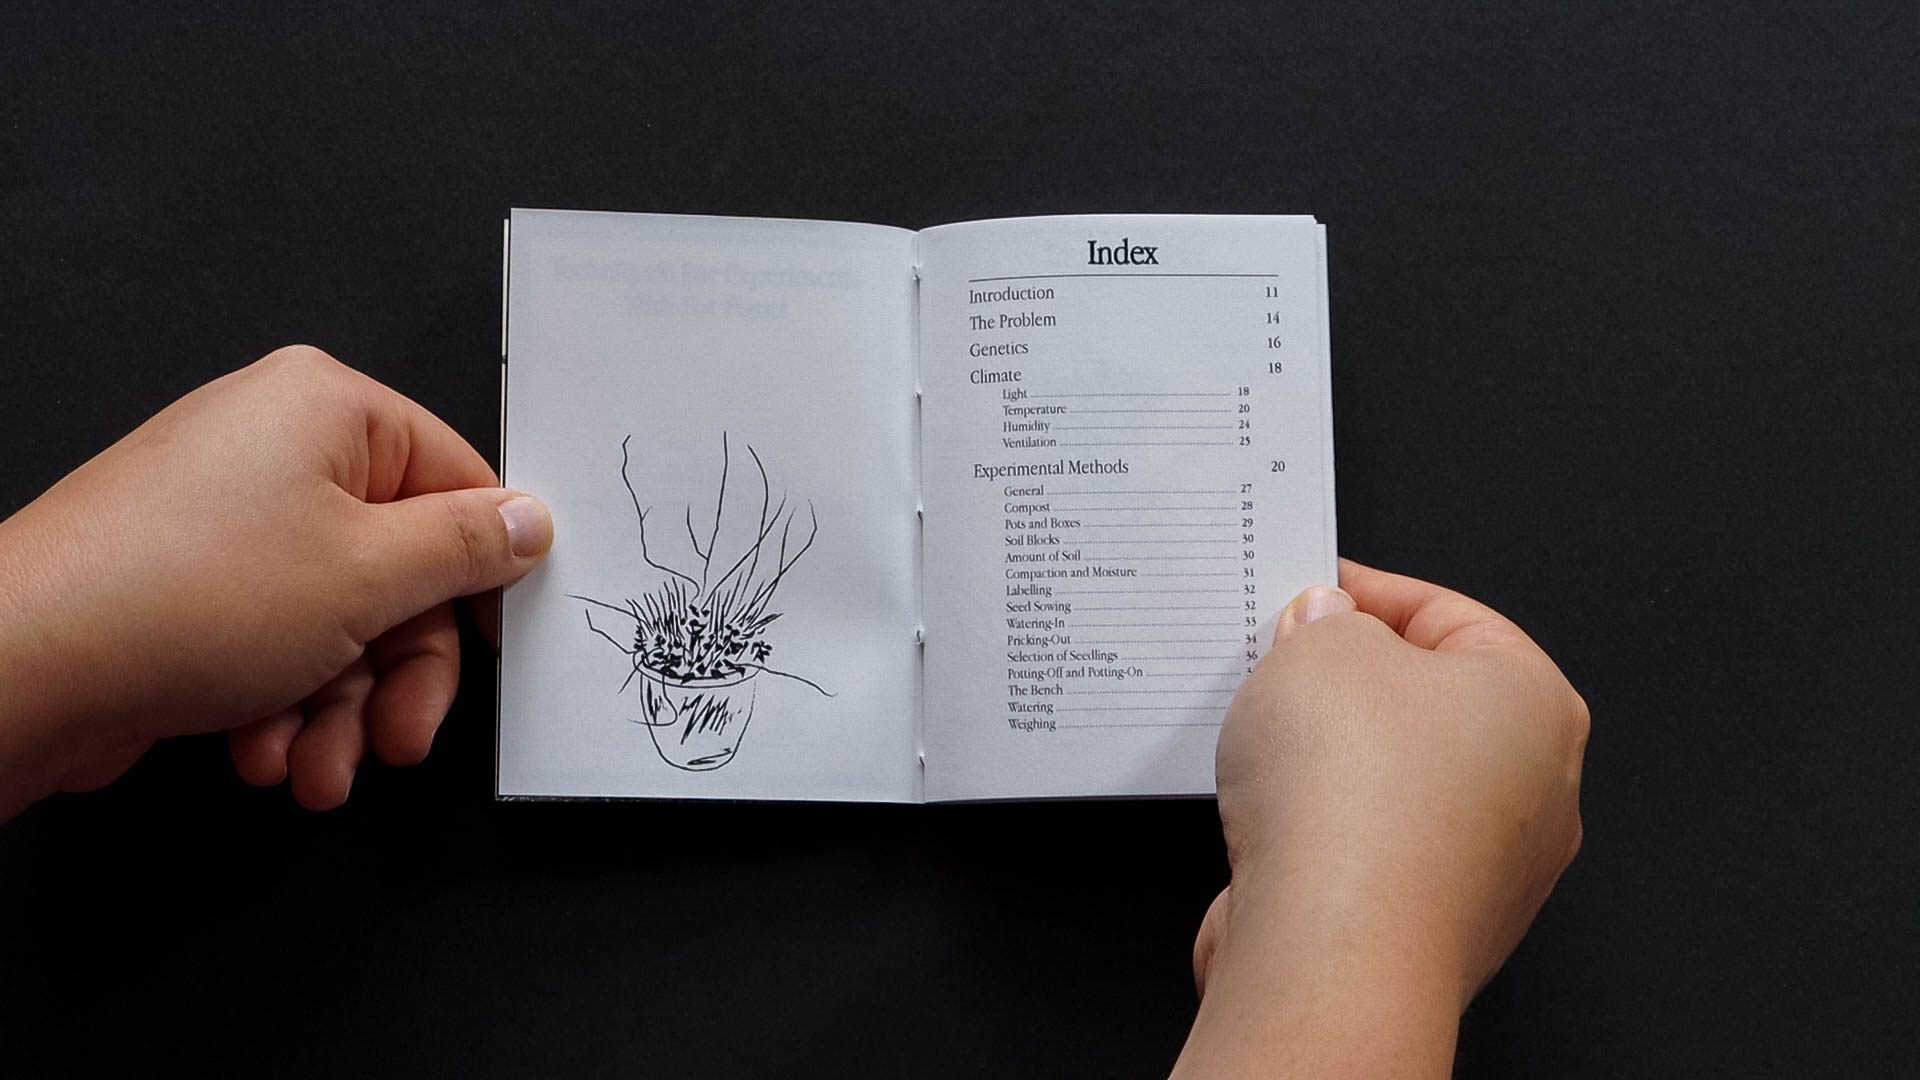 Index
Introduction 11
The Problem 14
Genetics 16
Climate 18
Light 18
Temperature 20
Humidity 24
Ventilation 25
Experimental Methods 20
General 27
Compost 28
Pots and Boxes 29
Soil Blocks 30
Amount of Soil 30
Compaction and Moisture 31
Labelling 32
Seed Sowing 32
Watering-In 33
Pricking-Out 34
Selection of Seedlings 36
Potting-Off and Potting-On
The Bench
Watering
Weighing